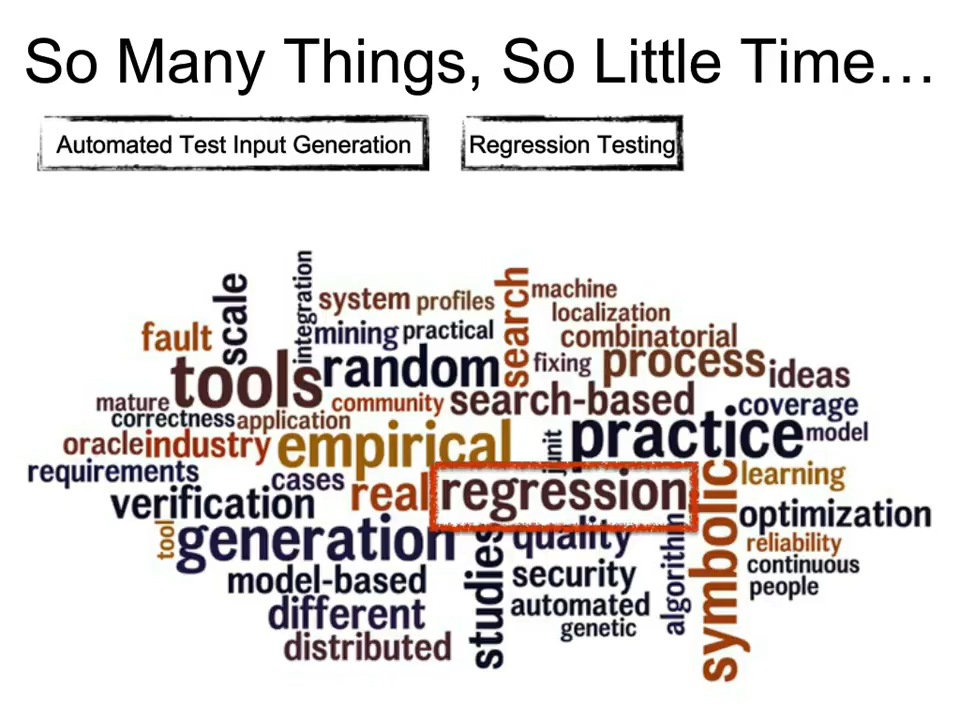 So Many Things, So Little Time…
Automated Test Input Generation
Regression Testing
scale
integration
system
profiles
search
machine
localization
fault
mining
practical
combinatorial
tools
random
fixing
process
ideas
mature
community
search-based
coverage
correctness
application
oracle
industry
empirical
junit
practice
model
requirements
cases
real
regression
symbolic
learning
verification
optimization
tool
generation
studies
quality
algorithm
reliability
model-based
security
continuous
different
automated
people
distributed
genetic